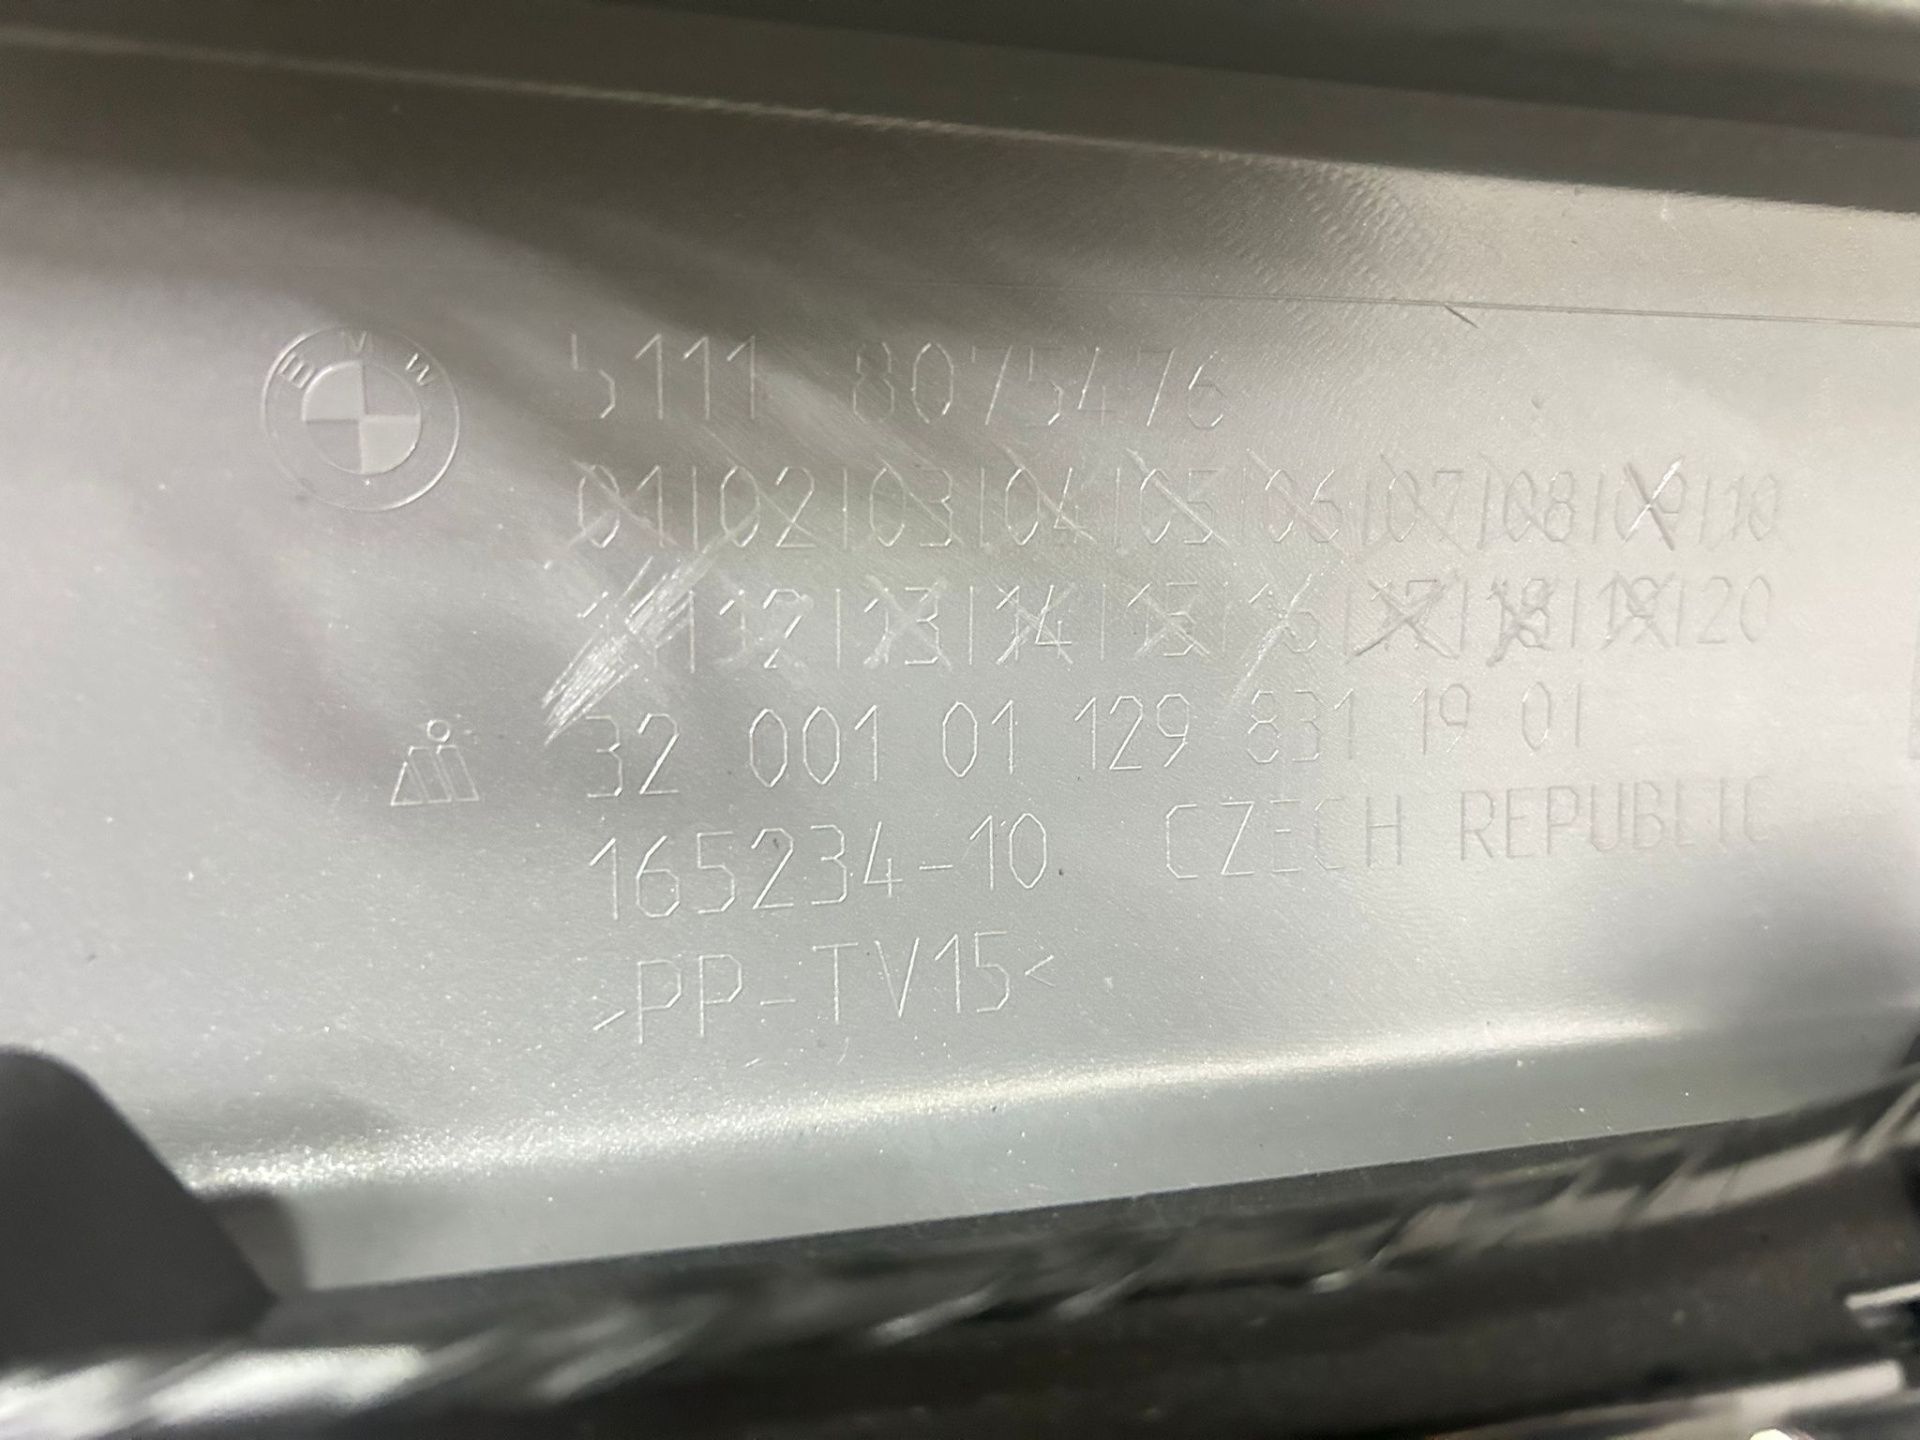 BMW
5111 8075476
01|02|03|04|05|06|07|08|09|10
11|12|13|14|15|16|17|18|19|20
32 001 01 129 831 19 01
165234-10 CZECH REPUBLIC
>PP-TV15<